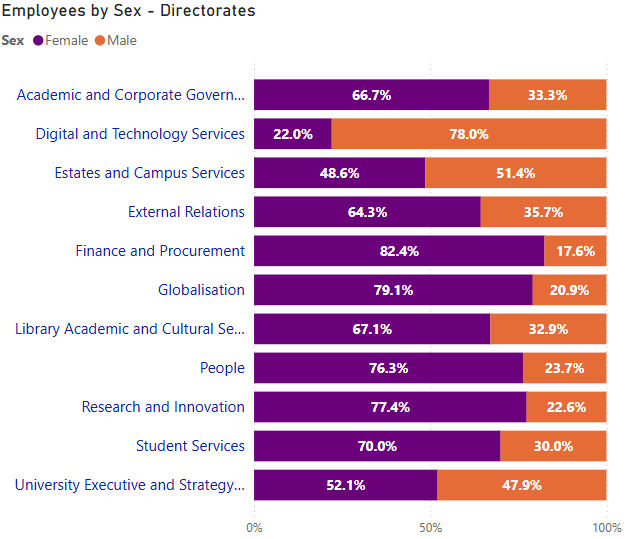 Employees by Sex - Directorates
Sex Female Male
Academic and Corporate Govern... 66.7% 33.3%
Digital and Technology Services 22.0% 78.0%
Estates and Campus Services 48.6% 51.4%
External Relations 64.3% 35.7%
Finance and Procurement 82.4% 17.6%
Globalisation 79.1% 20.9%
Library Academic and Cultural Se... 67.1% 32.9%
People 76.3% 23.7%
Research and Innovation 77.4% 22.6%
Student Services 70.0% 30.0%
University Executive and Strategy... 52.1% 47.9%
0% 50% 100%